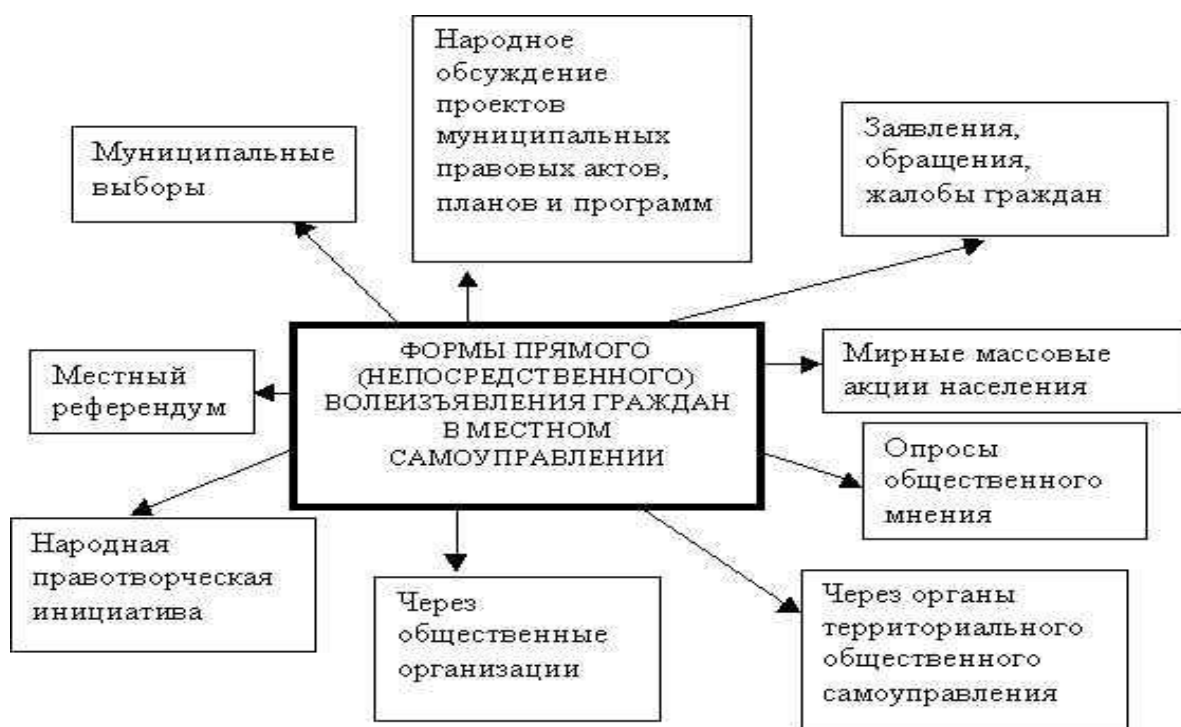 Народное
обсуждение
проектов
муниципальных
правовых актов,
планов и программ
Муниципальные
выборы
Заявления,
обращения,
жалобы граждан
ФОРМЫ ПРЯМОГО
(НЕПОСРЕДСТВЕННОГО)
ВОЛЕИЗЪЯВЛЕНИЯ ГРАЖДАН
В МЕСТНОМ
САМОУПРАВЛЕНИИ
Местный
референдум
Мирные массовые
акции населения
Опросы
общественного
мнения
Народная
правотворческая
инициатива
Через
общественные
организации
Через органы
территориального
общественного
самоуправления